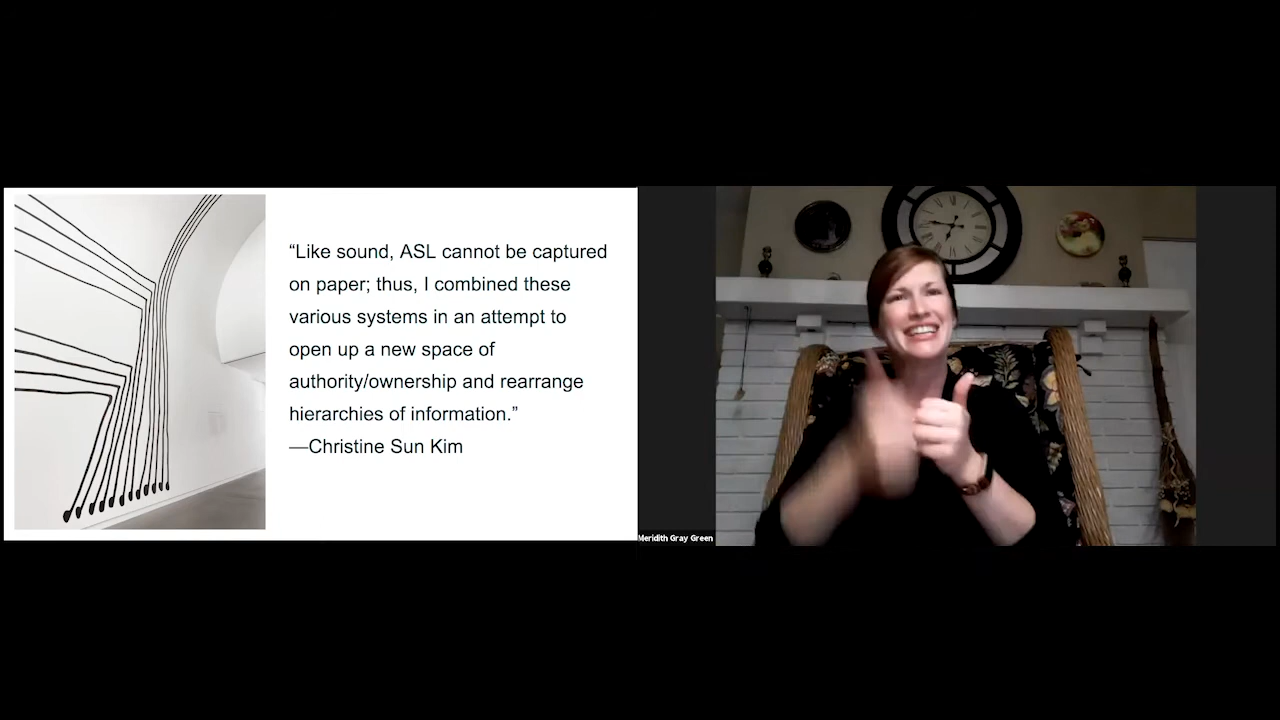 “Like sound, ASL cannot be captured
on paper; thus, I combined these
various systems in an attempt to
open up a new space of
authority/ownership and rearrange
hierarchies of information.”
—Christine Sun Kim
Meridith Gray Green